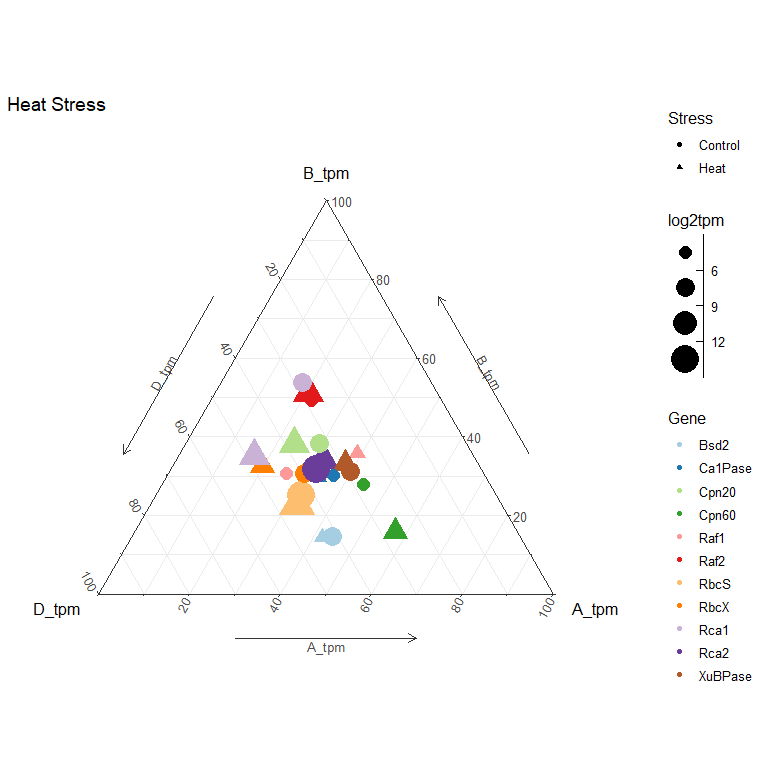 Heat Stress
B_tpm
100
80
60
40
20
20
40
60
80
100
D_tpm
B_tpm
D_tpm
A_tpm
20
40
60
80
100
A_tpm
Stress
Control
Heat
log2tpm
6
9
12
Gene
Bsd2
Ca1Pase
Cpn20
Cpn60
Raf1
Raf2
RbcS
RbcX
Rca1
Rca2
XuBPase